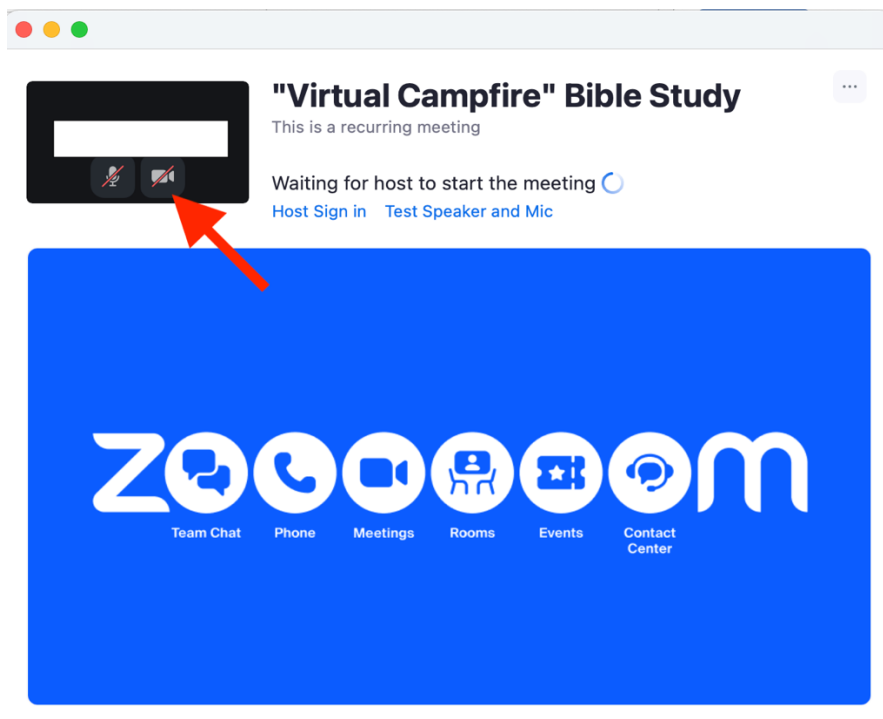 "Virtual Campfire" Bible Study
This is a recurring meeting
Waiting for host to start the meeting
Host Sign in Test Speaker and Mic
zoooooom
Team Chat Phone Meetings Rooms Events Contact
Center